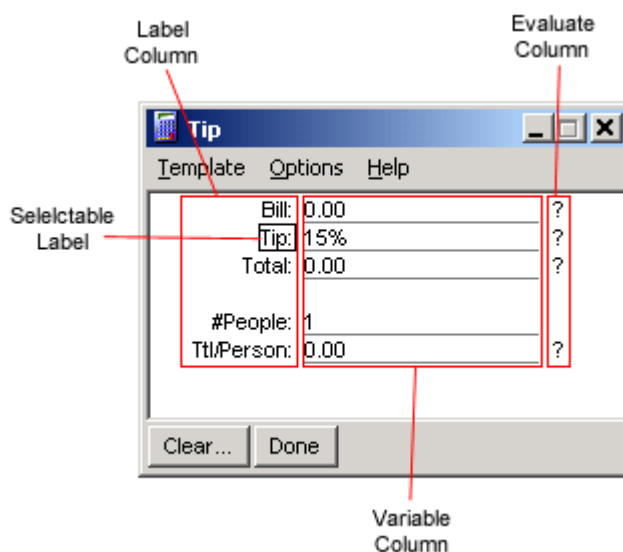 Label
Column
Evaluate
Column
Tip
Template Options Help
Selelctable
Label
Bill: 0.00 ?
Tip: 15% ?
Total: 0.00 ?
#People: 1
Ttl/Person: 0.00 ?
Clear... Done
Variable
Column